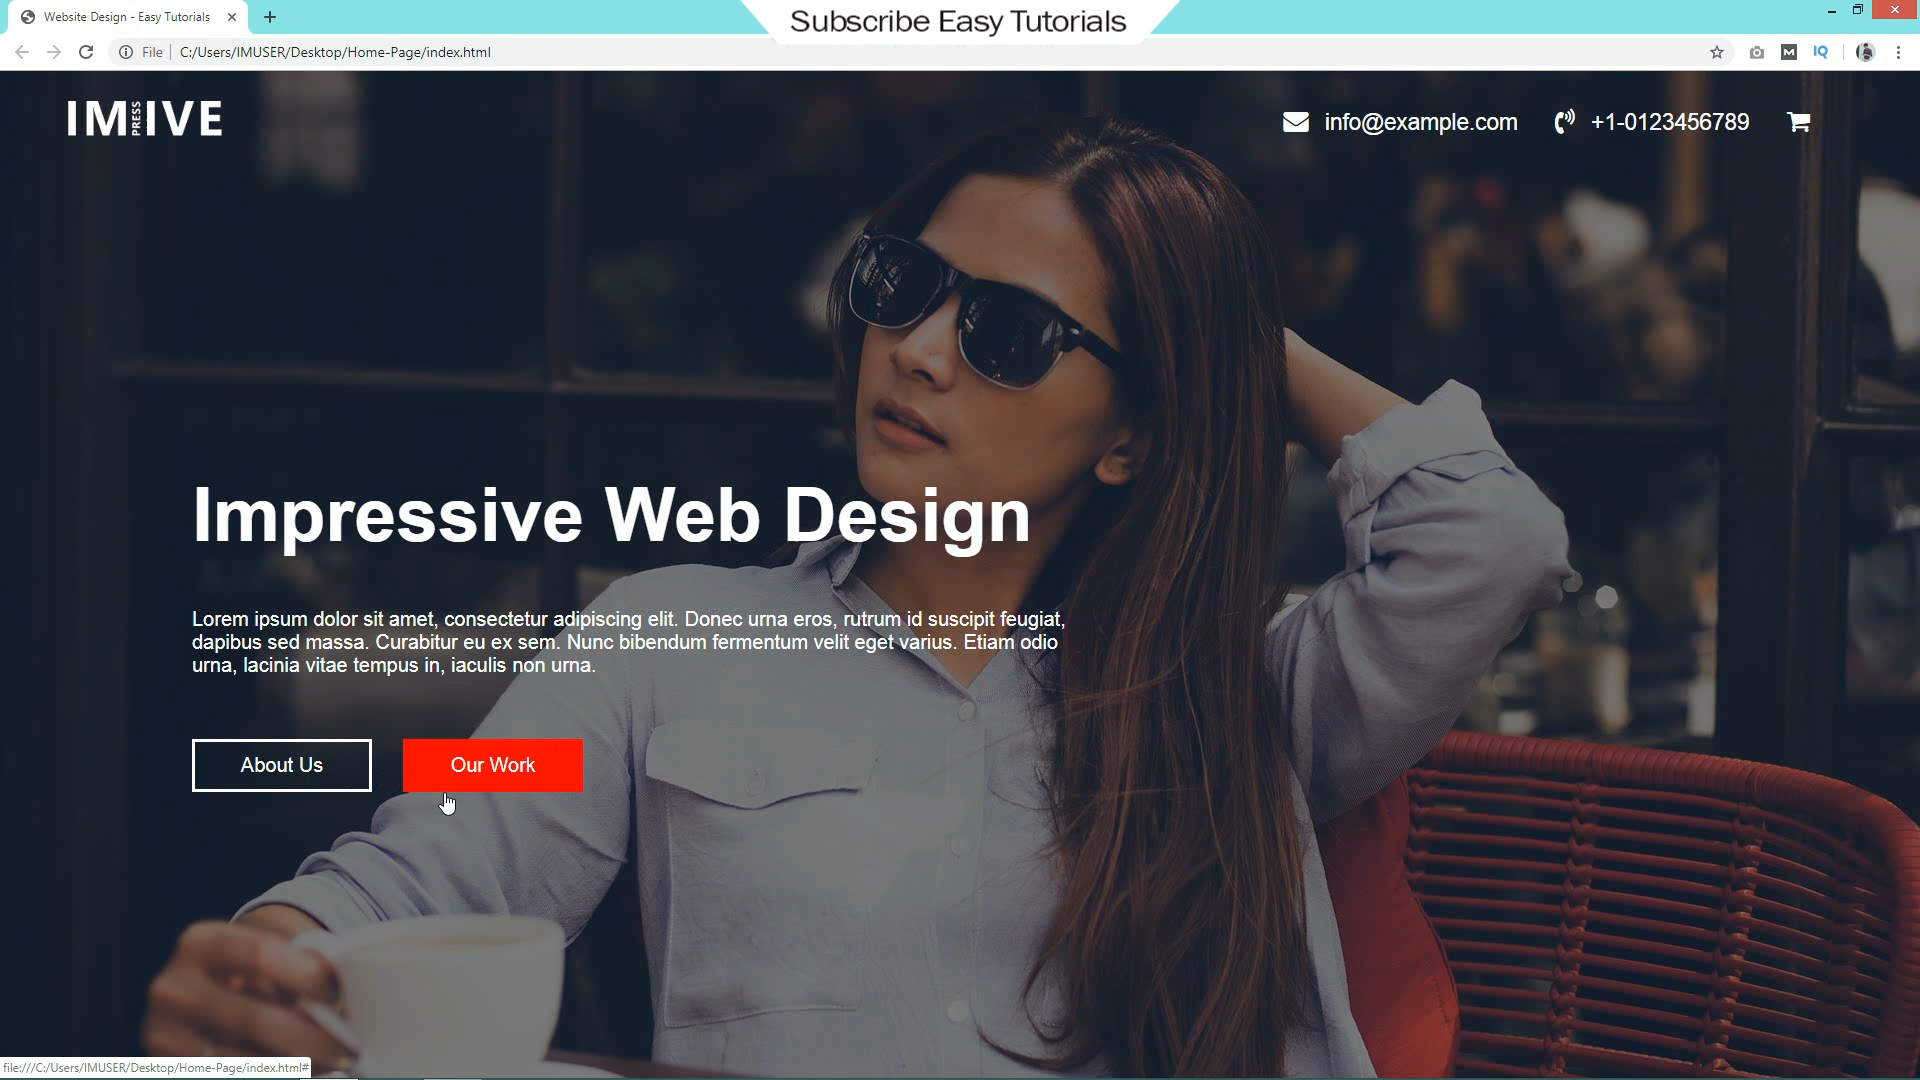 Website Design - Easy Tutorials
Subscribe Easy Tutorials
File
C:/Users/IMUSER/Desktop/Home-Page/index.html
M
IQ
IMPRESSIVE
info@example.com
+1-0123456789
Impressive Web Design
Lorem ipsum dolor sit amet, consectetur adipiscing elit. Donec urna eros, rutrum id suscipit feugiat,
dapibus sed massa. Curabitur eu ex sem. Nunc bibendum fermentum velit eget varius. Etiam odio
urna, lacinia vitae tempus in, iaculis non urna.
About Us
Our Work
file:///C:/Users/IMUSER/Desktop/Home-Page/index.html#